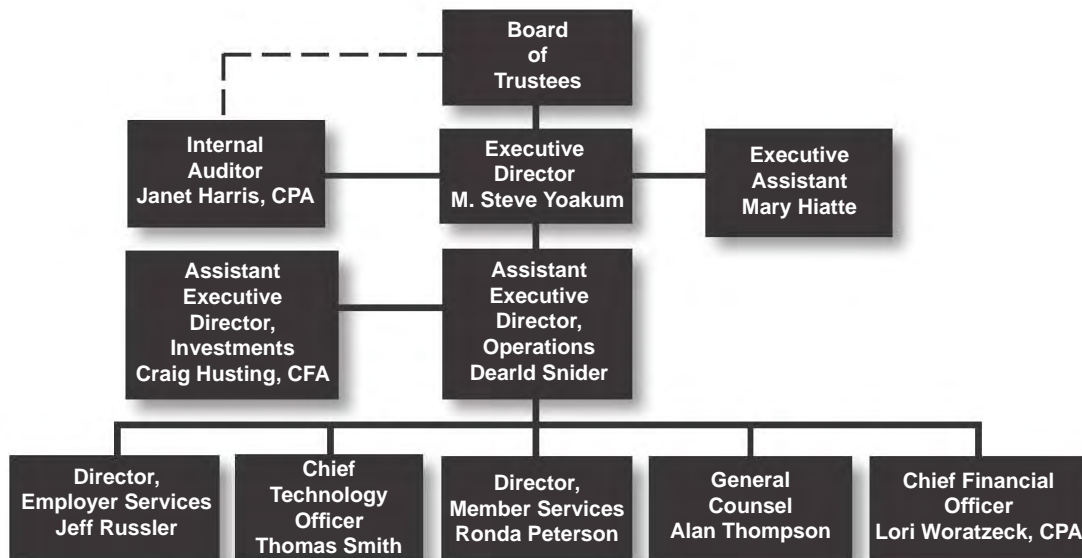 Board
of
Trustees
Internal
Auditor
Janet Harris, CPA
Executive
Director
M. Steve Yoakum
Executive
Assistant
Mary Hiatte
Assistant
Executive
Director,
Investments
Craig Husting, CFA
Assistant
Executive
Director,
Operations
Dearld Snider
Director,
Employer Services
Jeff Russler
Chief
Technology
Officer
Thomas Smith
Director,
Member Services
Ronda Peterson
General
Counsel
Alan Thompson
Chief Financial
Officer
Lori Woratzeck, CPA